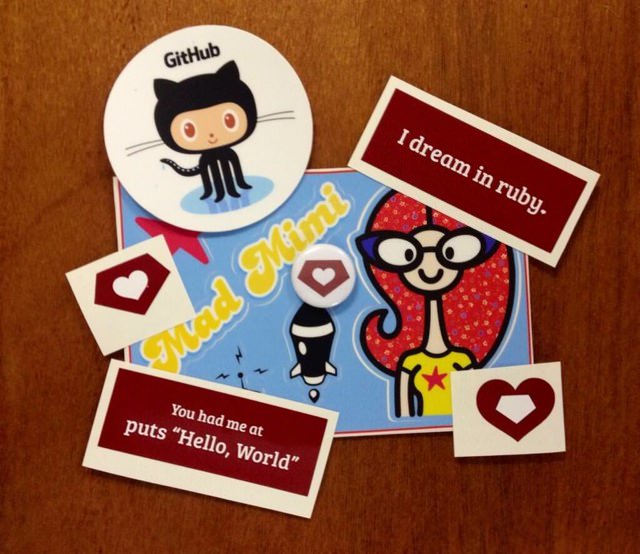 GitHub
I dream in ruby.
Mad Mimi
You had me at
puts “Hello, World”